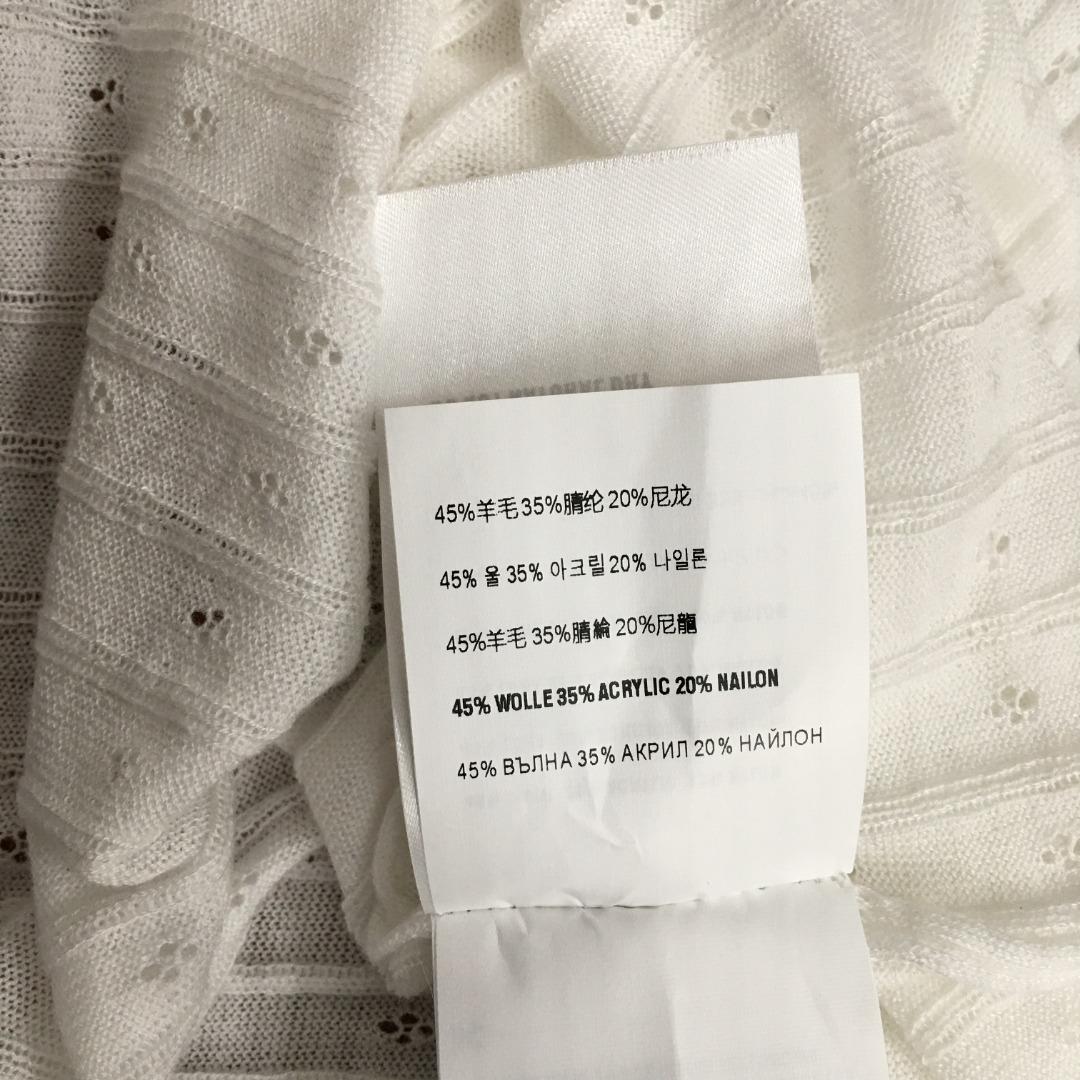 45%羊毛 35%腈纶 20%尼龙
45% 울 35% 아크릴 20% 나일론
45%羊毛 35%腈綸 20%尼龍
45% WOLLE 35% ACRYLIC 20% NAILON
45% ВЪЛНА 35% АКРИЛ 20% НАЙЛОН